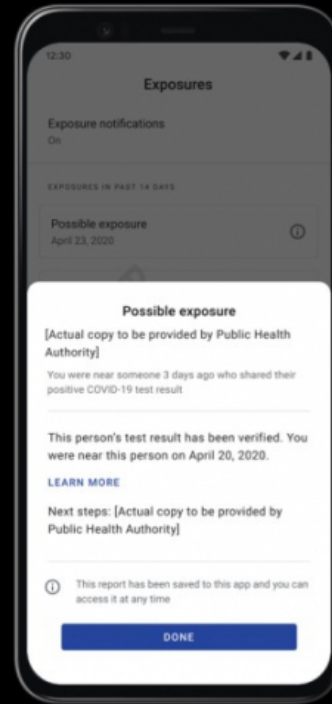 12:30
Exposures
Exposure notifications
On
EXPOSURES IN PAST 14 DAYS
Possible exposure
April 23, 2020
Possible exposure
[Actual copy to be provided by Public Health
Authority]
You were near someone 3 days ago who shared their
positive COVID-19 test result
This person's test result has been verified. You
were near this person on April 20, 2020.
LEARN MORE
Next steps: [Actual copy to be provided by
Public Health Authority]
This report has been saved to this app and you can
access it at any time
DONE